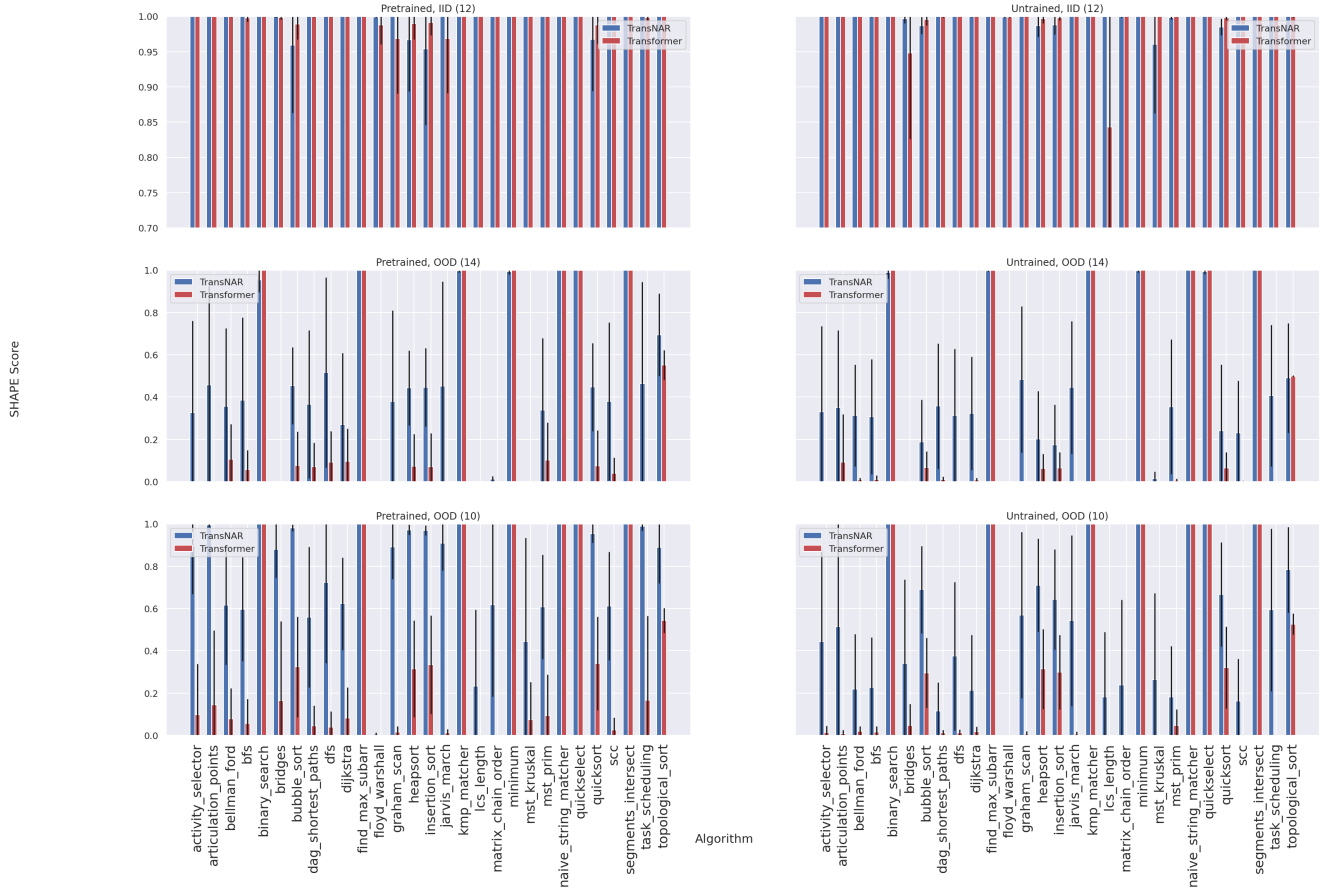 Pretrained, IID (12)
1.00
0.95
0.90
0.85
0.80
0.75
0.70
TransNAR
Transformer
Untrained, IID (12)
TransNAR
Transformer
SHAPE Score
Pretrained, OOD (14)
1.0
0.8
0.6
0.4
0.2
0.0
TransNAR
Transformer
Untrained, OOD (14)
TransNAR
Transformer
Pretrained, OOD (10)
1.0
0.8
0.6
0.4
0.2
0.0
TransNAR
Transformer
activity_selector
articulation_points
bellman_ford
bfs
binary_search
bridges
bubble_sort
dag_shortest_paths
dfs
dijkstra
find_max_subarr
floyd_warshall
graham_scan
heapsort
insertion_sort
jarvis_march
kmp_matcher
lcs_length
matrix_chain_order
minimum
mst_kruskal
mst_prim
naive_string_matcher
quickselect
quicksort
scc
segments_intersect
task_scheduling
topological_sort
Untrained, OOD (10)
TransNAR
Transformer
activity_selector
articulation_points
bellman_ford
bfs
binary_search
bridges
bubble_sort
dag_shortest_paths
dfs
dijkstra
find_max_subarr
floyd_warshall
graham_scan
heapsort
insertion_sort
jarvis_march
kmp_matcher
lcs_length
matrix_chain_order
minimum
mst_kruskal
mst_prim
naive_string_matcher
quickselect
quicksort
scc
segments_intersect
task_scheduling
topological_sort
Algorithm